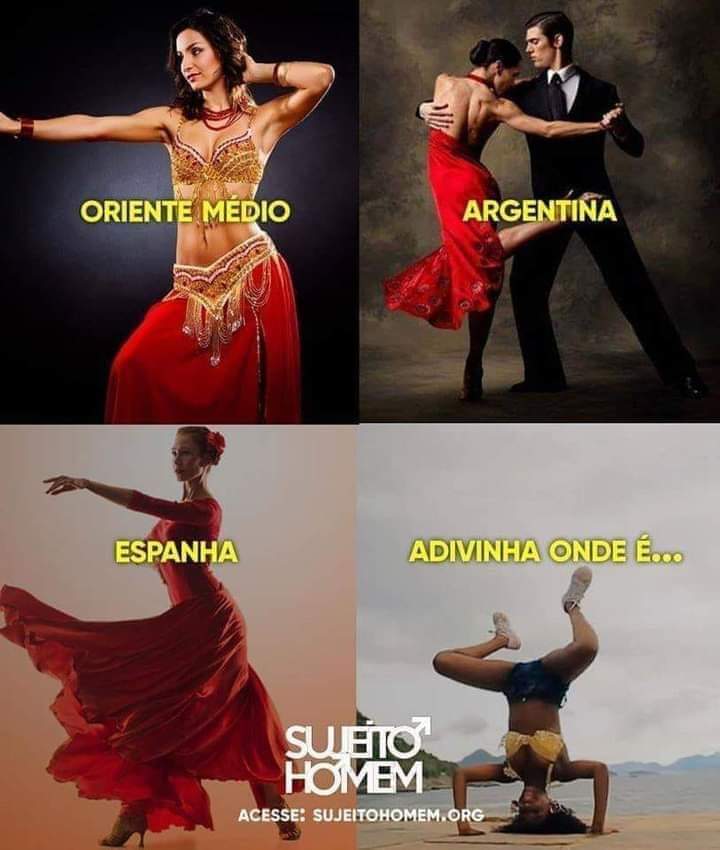 ORIENTE MÉDIO
ARGENTINA
ESPANHA
ADIVINHA ONDE É...
SUJEITO
HOMEM
ACESSE: SUJEITOHOMEM.ORG